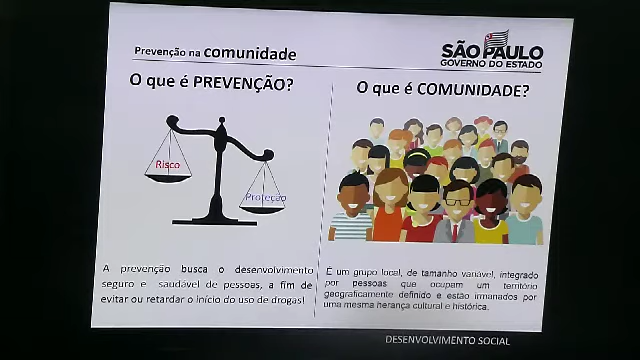 Prevenção na comunidade
SÃO PAULO
GOVERNO DO ESTADO
O que é PREVENÇÃO?
Risco
Proteção
A prevenção busca o desenvolvimento
seguro e saudável de pessoas, a fim de
evitar ou retardar o início do uso de drogas!
O que é COMUNIDADE?
É um grupo local, de tamanho variável, integrado
por pessoas que ocupam um território
geograficamente definido e estão irmanados por
uma mesma herança cultural e histórica.
DESENVOLVIMENTO SOCIAL